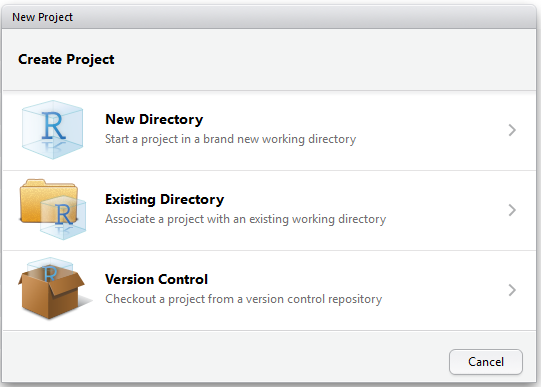 New Project
Create Project
R
New Directory
Start a project in a brand new working directory
R
Existing Directory
Associate a project with an existing working directory
R
Version Control
Checkout a project from a version control repository
Cancel